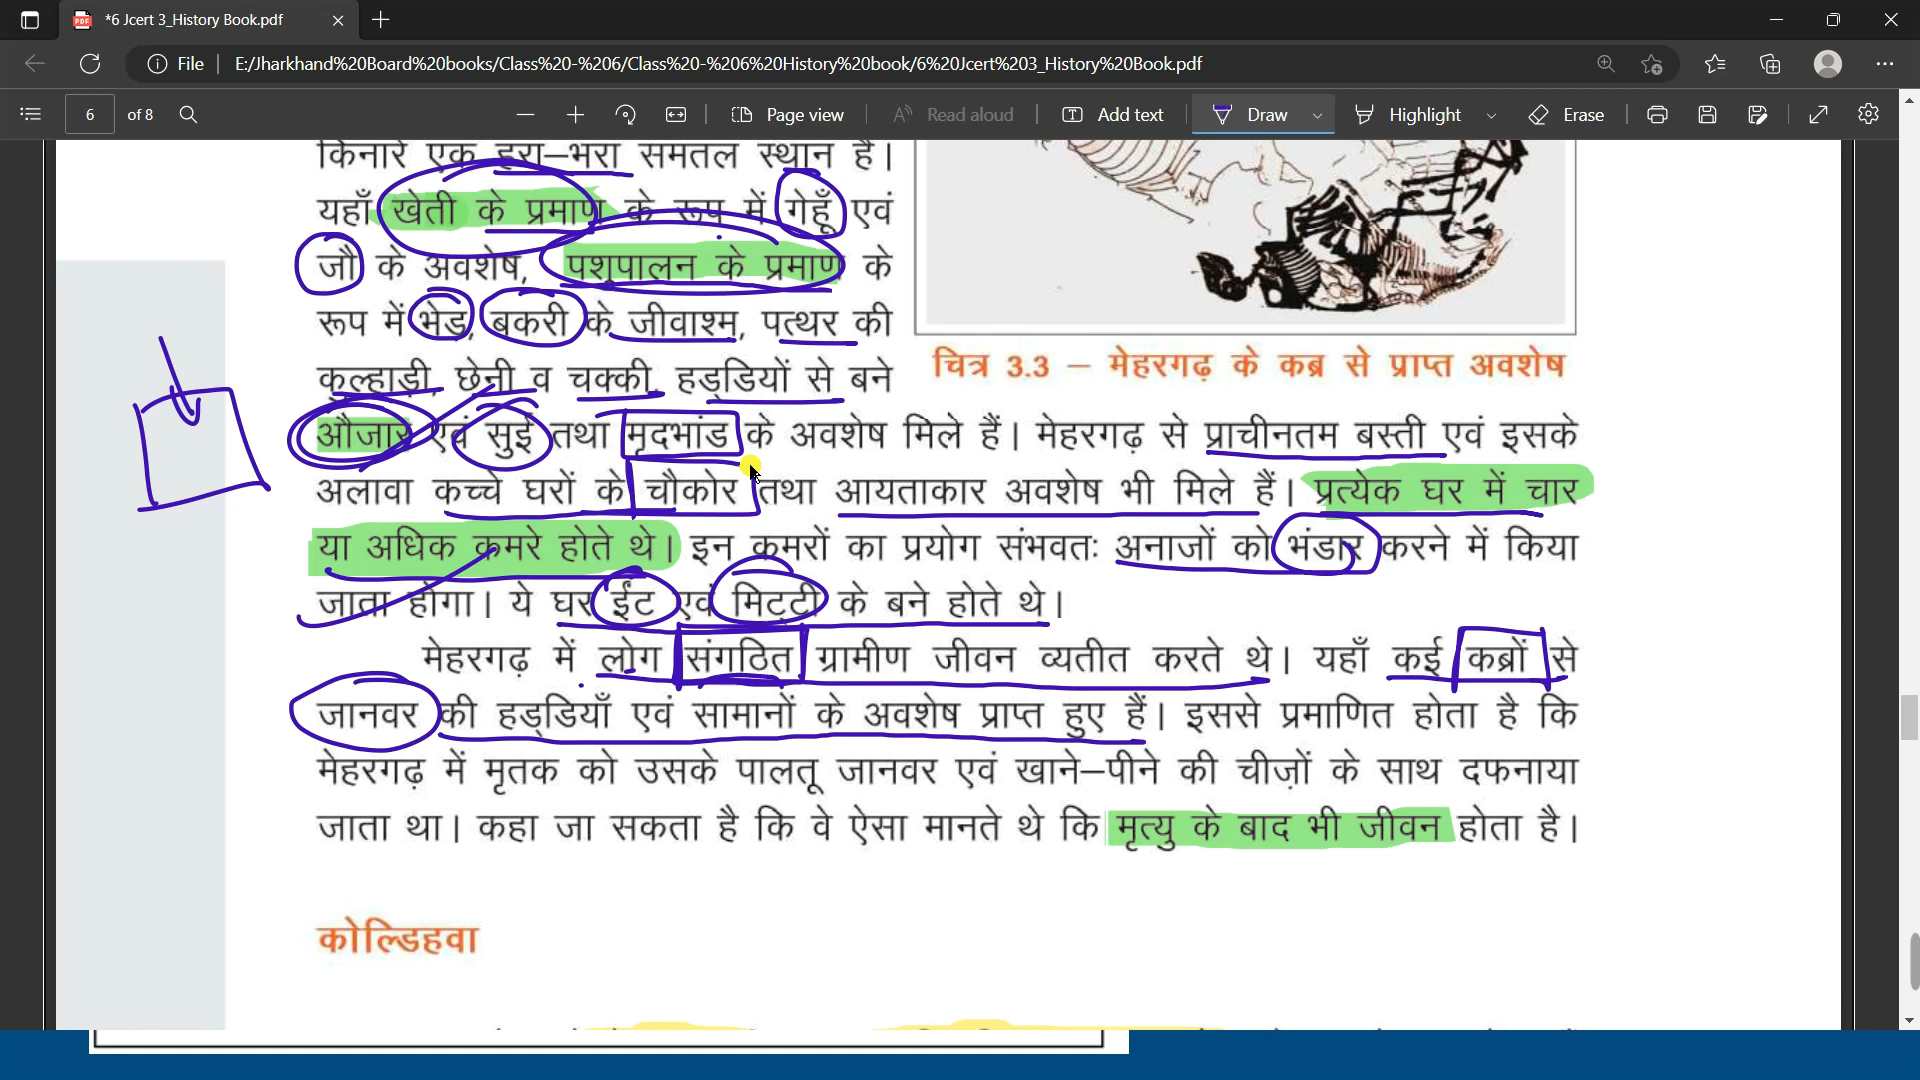 *6 Jcert 3_History Book.pdf
File
E:/Jharkhand%20Board%20books/Class%20-%206/Class%20-%206%20History%20book/6%20Jcert%203_History%20Book.pdf
6 of 8
Page view
Read aloud
Add text
Draw
Highlight
Erase
किनारे एक हरा–भरा समतल स्थान है।
यहाँ खेती के प्रमाण के रूप में गेहूँ एवं
जौ के अवशेष, पशुपालन के प्रमाण के
रूप में भेड़, बकरी के जीवाश्म, पत्थर की
कुल्हाड़ी, छेनी व चक्की, हड्डियों से बने
औजार एवं सुई तथा मृदभांड के अवशेष मिले हैं। मेहरगढ़ से प्राचीनतम बस्ती एवं इसके
अलावा कच्चे घरों के चौकोर तथा आयताकार अवशेष भी मिले हैं। प्रत्येक घर में चार
या अधिक कमरे होते थे। इन कमरों का प्रयोग संभवतः अनाजों को भंडार करने में किया
जाता होगा। ये घर ईंट एवं मिट्टी के बने होते थे।
मेहरगढ़ में लोग संगठित ग्रामीण जीवन व्यतीत करते थे। यहाँ कई कब्रों से
जानवर की हड्डियाँ एवं सामानों के अवशेष प्राप्त हुए हैं। इससे प्रमाणित होता है कि
मेहरगढ़ में मृतक को उसके पालतू जानवर एवं खाने–पीने की चीज़ों के साथ दफनाया
जाता था। कहा जा सकता है कि वे ऐसा मानते थे कि मृत्यु के बाद भी जीवन होता है।
चित्र 3.3 – मेहरगढ़ के कब्र से प्राप्त अवशेष
कोल्डिहवा